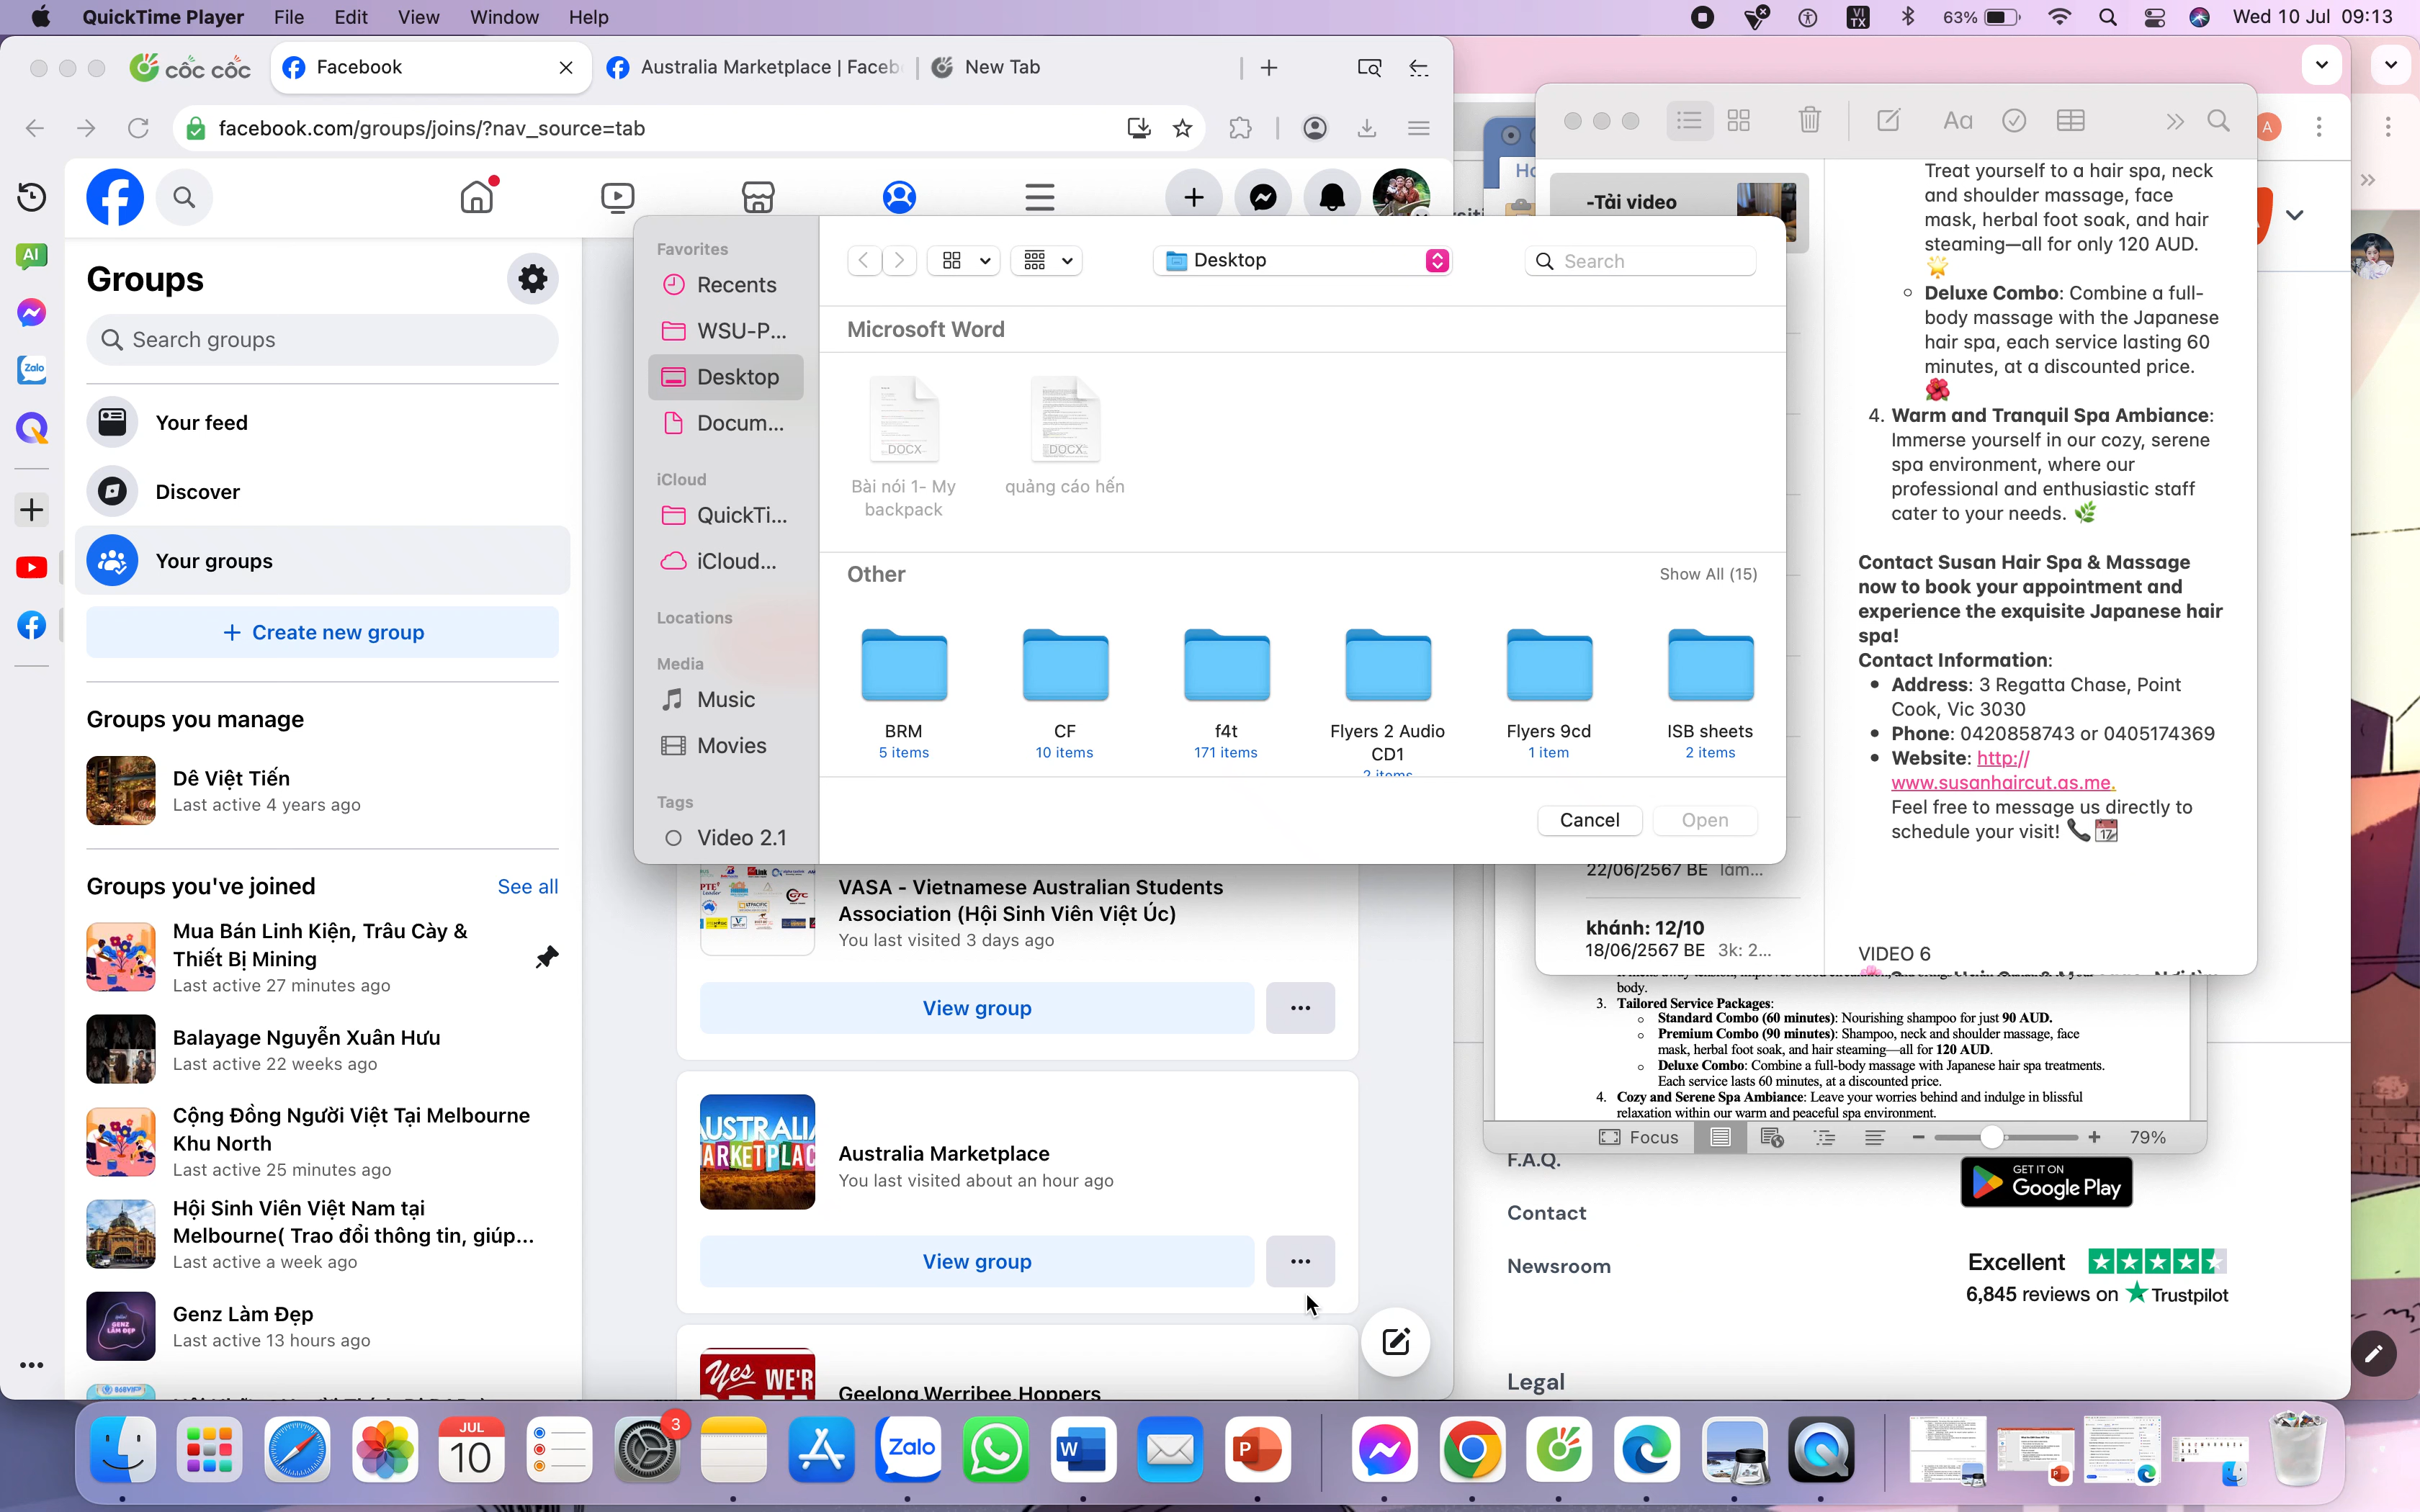 QuickTime Player File Edit View Window Help
VI
TX
63%
Wed 10 Jul 09:13
cốc cốc
Facebook
Australia Marketplace | Faceb
New Tab
facebook.com/groups/joins/?nav_source=tab
AI
Zalo
Groups
Search groups
Your feed
Discover
Your groups
+ Create new group
Groups you manage
Dê Việt Tiến
Last active 4 years ago
Groups you've joined
See all
Mua Bán Linh Kiện, Trâu Cày &
Thiết Bị Mining
Last active 27 minutes ago
Balayage Nguyễn Xuân Hưu
Last active 22 weeks ago
Cộng Đồng Người Việt Tại Melbourne
Khu North
Last active 25 minutes ago
Hội Sinh Viên Việt Nam tại
Melbourne( Trao đổi thông tin, giúp...
Last active a week ago
Genz Làm Đẹp
Last active 13 hours ago
Favorites
Recents
WSU-P...
Desktop
Docum...
iCloud
QuickTi...
iCloud...
Locations
Media
Music
Movies
Tags
Video 2.1
Desktop
Search
Microsoft Word
DOCX
Bài nói 1- My
backpack
DOCX
quảng cáo hến
Other
Show All (15)
BRM
5 items
CF
10 items
f4t
171 items
Flyers 2 Audio
CD1
2 items
Flyers 9cd
1 item
ISB sheets
2 items
Cancel
Open
VASA - Vietnamese Australian Students
Association (Hội Sinh Viên Việt Úc)
You last visited 3 days ago
View group
AUSTRALIA
MARKETPLAC
Australia Marketplace
You last visited about an hour ago
View group
Yes WE'R
Geelong,Werribee,Hoppers
-Tải video
22/06/2567 BE làm...
khánh: 12/10
18/06/2567 BE 3k: 2...
Aa
A
Treat yourself to a hair spa, neck
and shoulder massage, face
mask, herbal foot soak, and hair
steaming—all for only 120 AUD.
🌟
Deluxe Combo: Combine a full-
body massage with the Japanese
hair spa, each service lasting 60
minutes, at a discounted price.
🌺
4. Warm and Tranquil Spa Ambiance:
Immerse yourself in our cozy, serene
spa environment, where our
professional and enthusiastic staff
cater to your needs. 🌿
Contact Susan Hair Spa & Massage
now to book your appointment and
experience the exquisite Japanese hair
spa!
Contact Information:
Address: 3 Regatta Chase, Point
Cook, Vic 3030
Phone: 0420858743 or 0405174369
Website: http://
www.susanhaircut.as.me.
Feel free to message us directly to
schedule your visit! 📞📆
VIDEO 6
body.
3. Tailored Service Packages:
Standard Combo (60 minutes): Nourishing shampoo for just 90 AUD.
Premium Combo (90 minutes): Shampoo, neck and shoulder massage, face
mask, herbal foot soak, and hair steaming—all for 120 AUD.
Deluxe Combo: Combine a full-body massage with Japanese hair spa treatments.
Each service lasts 60 minutes, at a discounted price.
4. Cozy and Serene Spa Ambiance: Leave your worries behind and indulge in blissful
relaxation within our warm and peaceful spa environment.
Focus
79%
F.A.Q.
Contact
Newsroom
Legal
GET IT ON
Google Play
Excellent
6,845 reviews on Trustpilot
JUL
10
3
Zalo
W
P